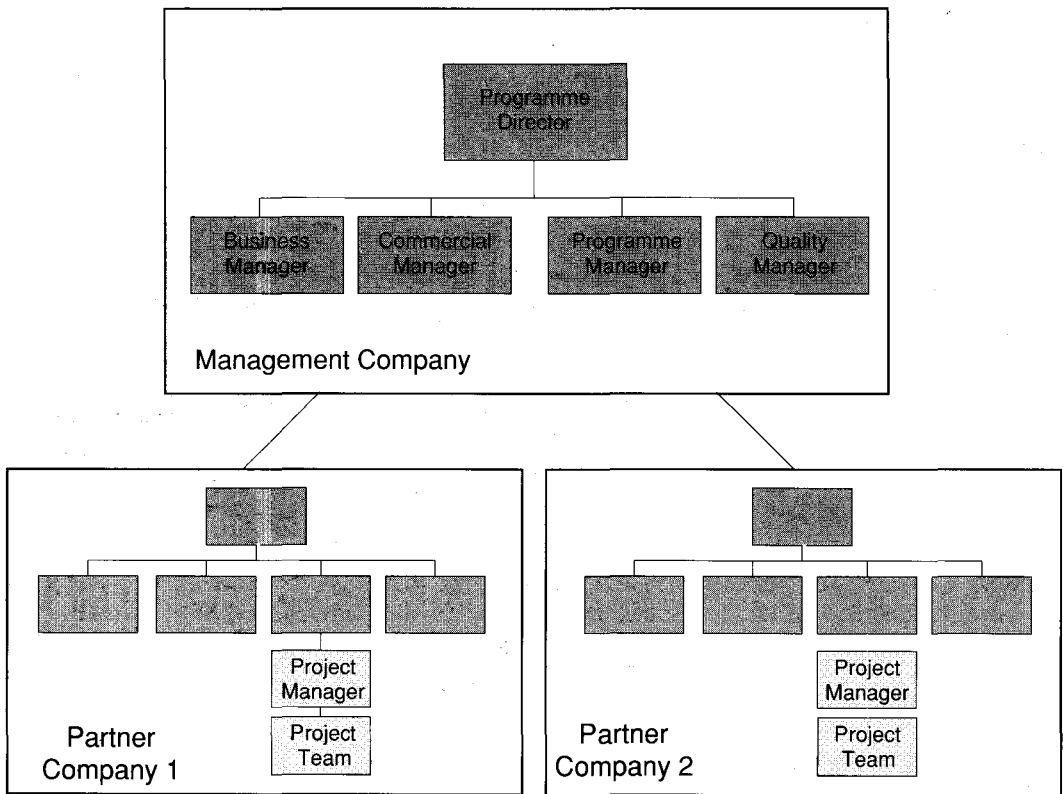 Programme
Director
Business
Manager
Commercial
Manager
Programme
Manager
Quality
Manager
Management Company
Project
Manager
Project
Team
Partner
Company 1
Project
Manager
Project
Team
Partner
Company 2